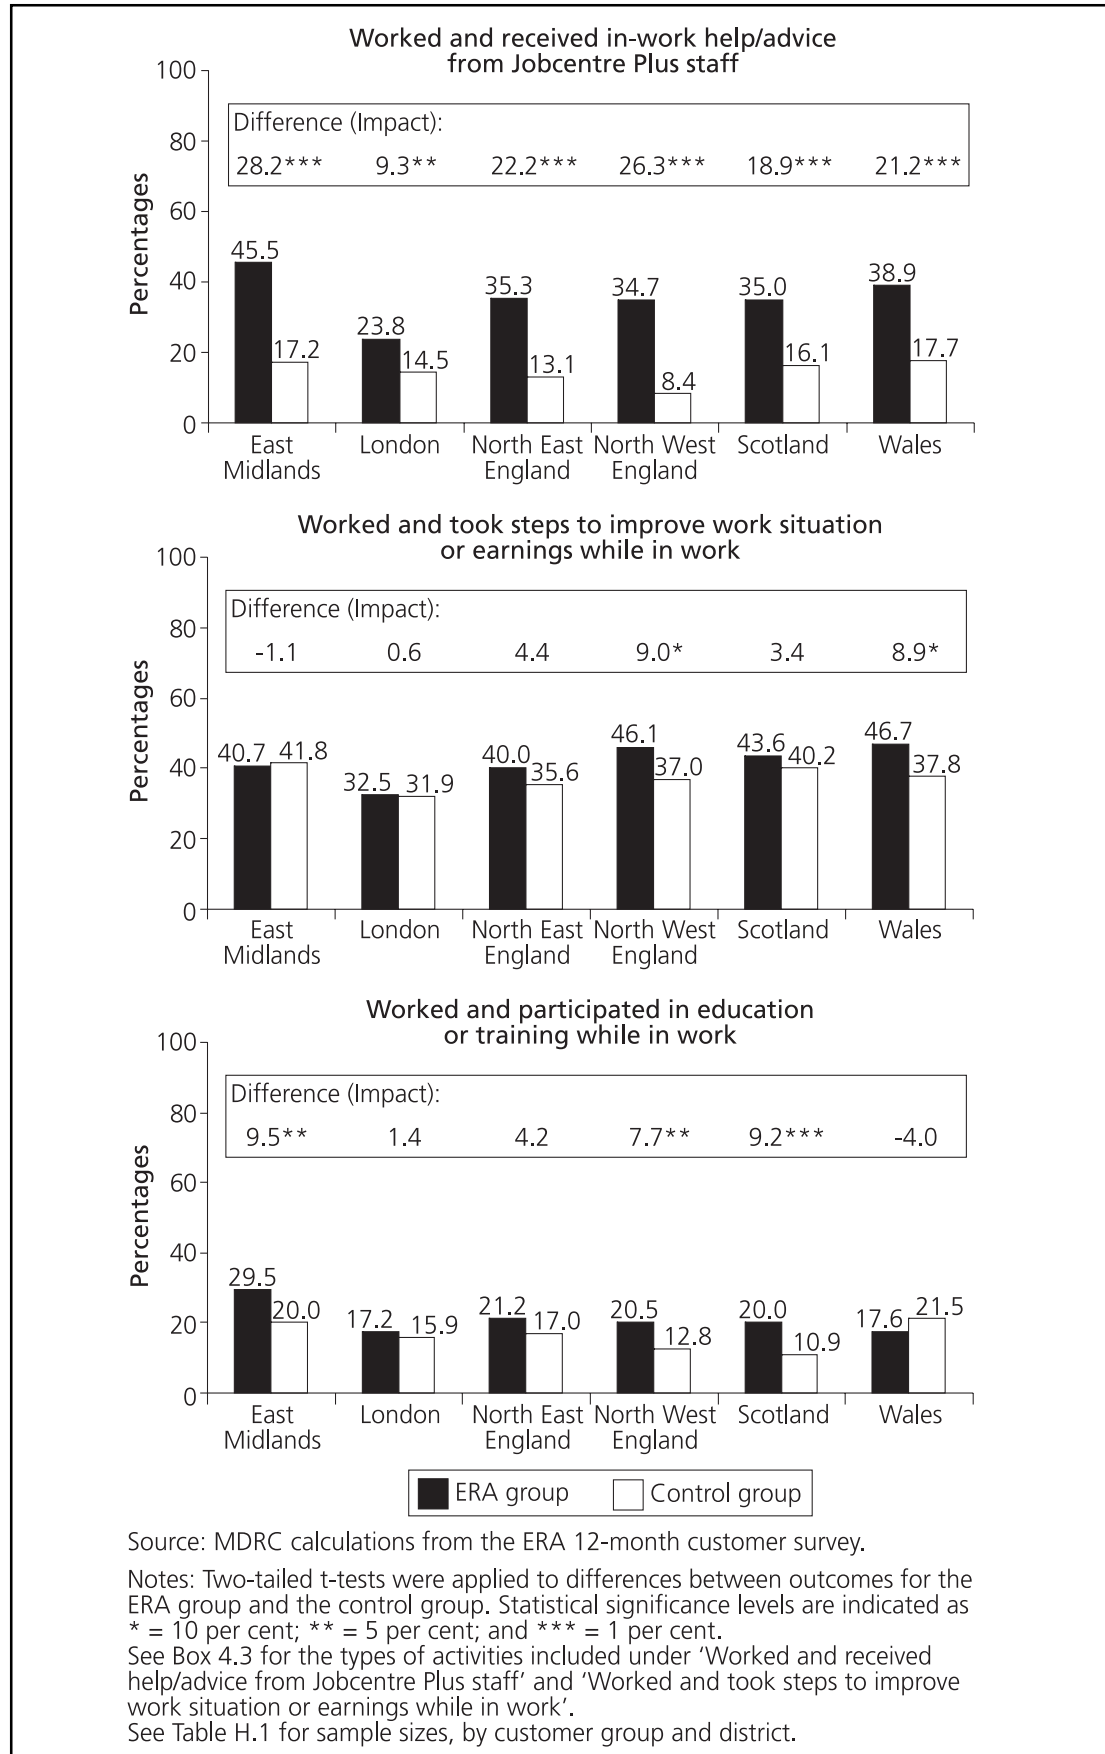 Worked and received in-work help/advice
from Jobcentre Plus staff
100
80
60
40
20
0
Percentages
Difference (Impact):
28.2*** 9.3** 22.2*** 26.3*** 18.9*** 21.2***
45.5 17.2 23.8 14.5 35.3 13.1 34.7 8.4 35.0 16.1 38.9 17.7
East London North East North West Scotland Wales
Midlands England England
Worked and took steps to improve work situation
or earnings while in work
100
80
60
40
20
0
Percentages
Difference (Impact):
-1.1 0.6 4.4 9.0* 3.4 8.9*
40.7 41.8 32.5 31.9 40.0 35.6 46.1 37.0 43.6 40.2 46.7 37.8
East London North East North West Scotland Wales
Midlands England England
Worked and participated in education
or training while in work
100
80
60
40
20
0
Percentages
Difference (Impact):
9.5** 1.4 4.2 7.7** 9.2*** -4.0
29.5 20.0 17.2 15.9 21.2 17.0 20.5 12.8 20.0 10.9 17.6 21.5
East London North East North West Scotland Wales
Midlands England England
ERA group Control group
Source: MDRC calculations from the ERA 12-month customer survey.
Notes: Two-tailed t-tests were applied to differences between outcomes for the
ERA group and the control group. Statistical significance levels are indicated as
* = 10 per cent; ** = 5 per cent; and *** = 1 per cent.
See Box 4.3 for the types of activities included under ‘Worked and received
help/advice from Jobcentre Plus staff’ and ‘Worked and took steps to improve
work situation or earnings while in work’.
See Table H.1 for sample sizes, by customer group and district.